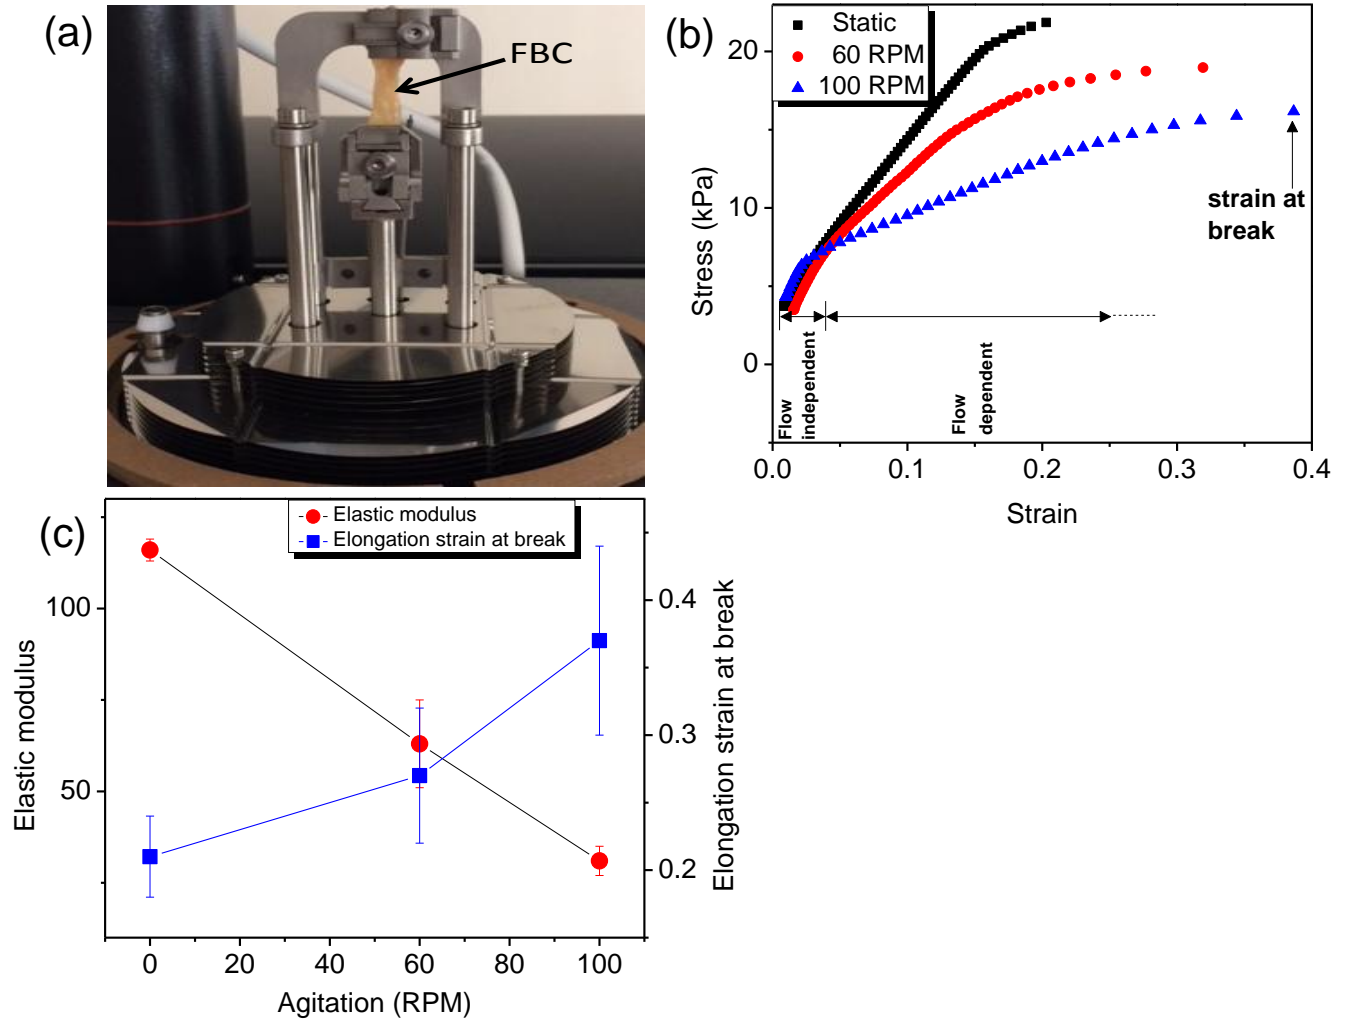 (a)
FBC
(b)
Static
60 RPM
100 RPM
20
10
0
Stress (kPa)
strain at
break
Flow
independent
Flow
dependent
0.0
0.1
0.2
0.3
0.4
Strain
(c)
Elastic modulus
Elongation strain at break
100
50
Elastic modulus
0.4
0.3
0.2
Elongation strain at break
0
20
40
60
80
100
Agitation (RPM)